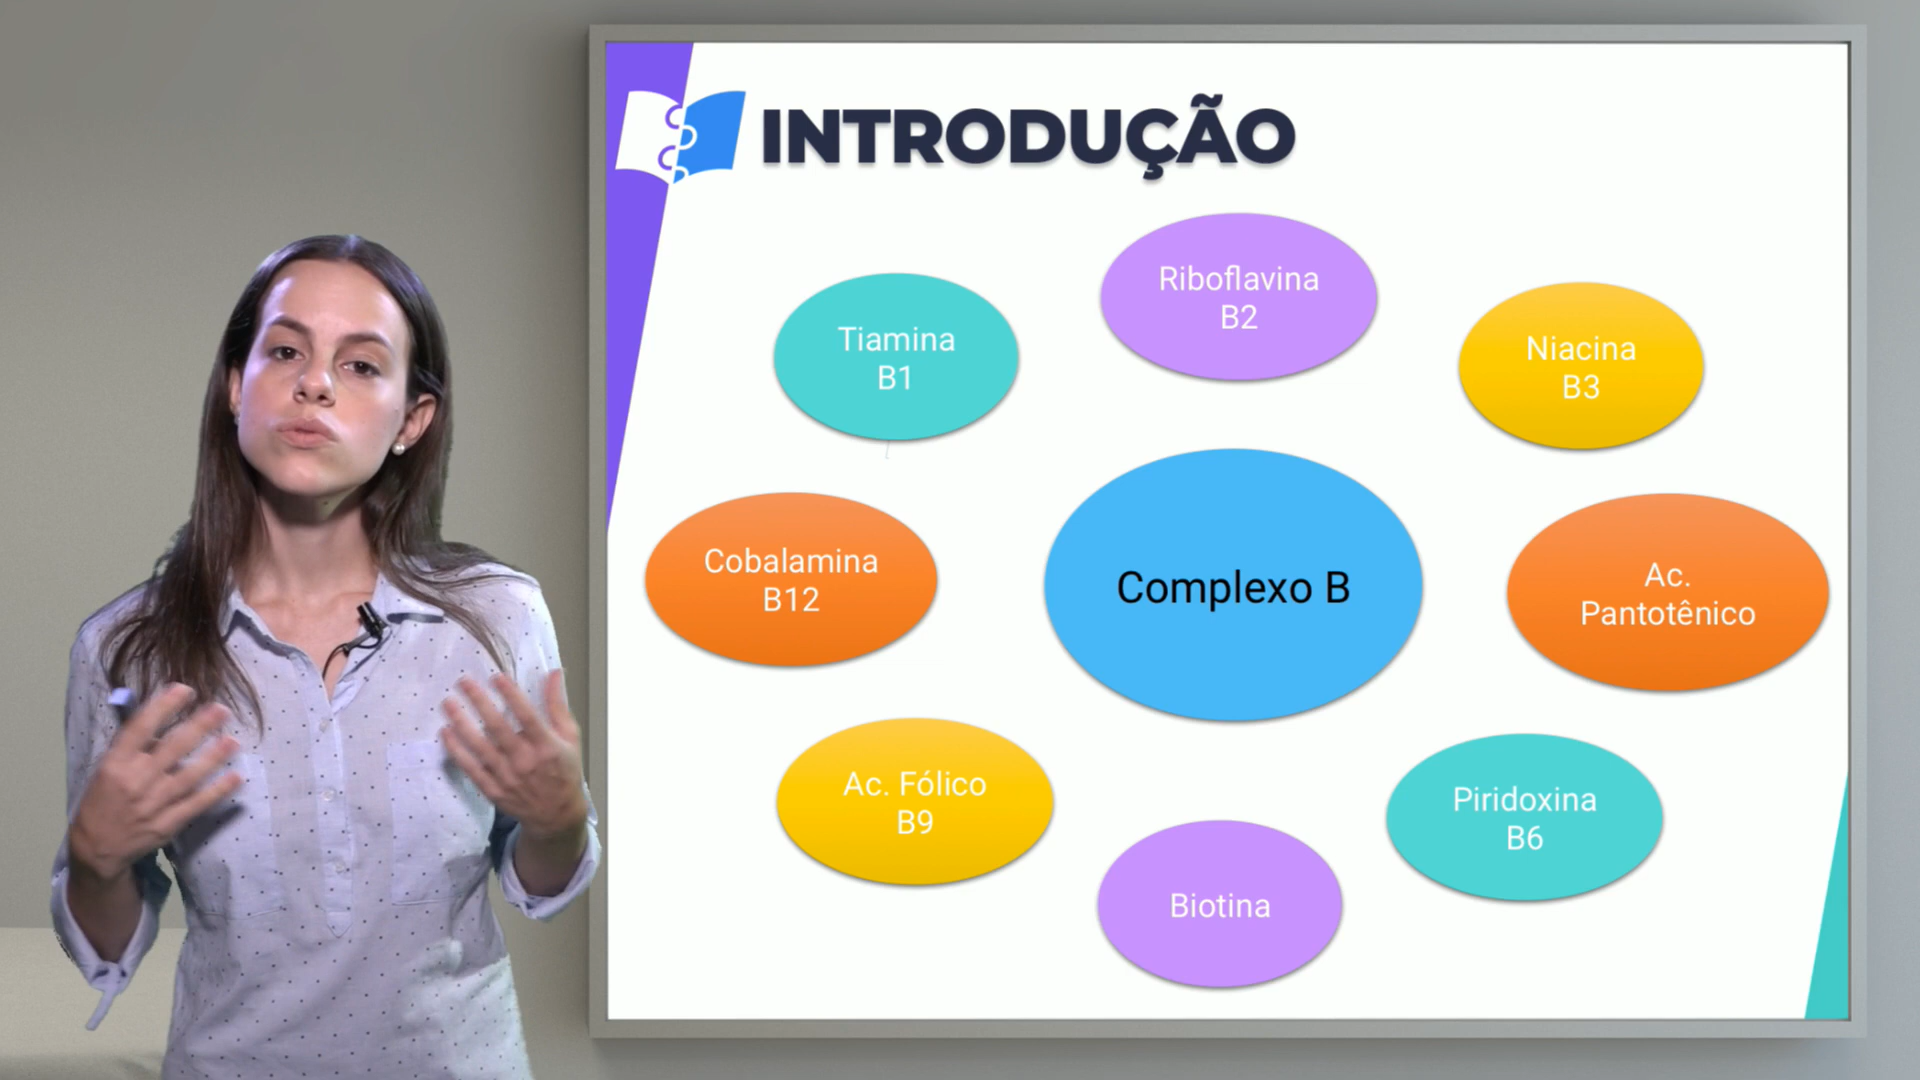 INTRODUÇÃO
Riboflavina
B2
Tiamina
B1
Niacina
B3
Cobalamina
B12
Complexo B
Ac.
Pantotênico
Ac. Fólico
B9
Piridoxina
B6
Biotina